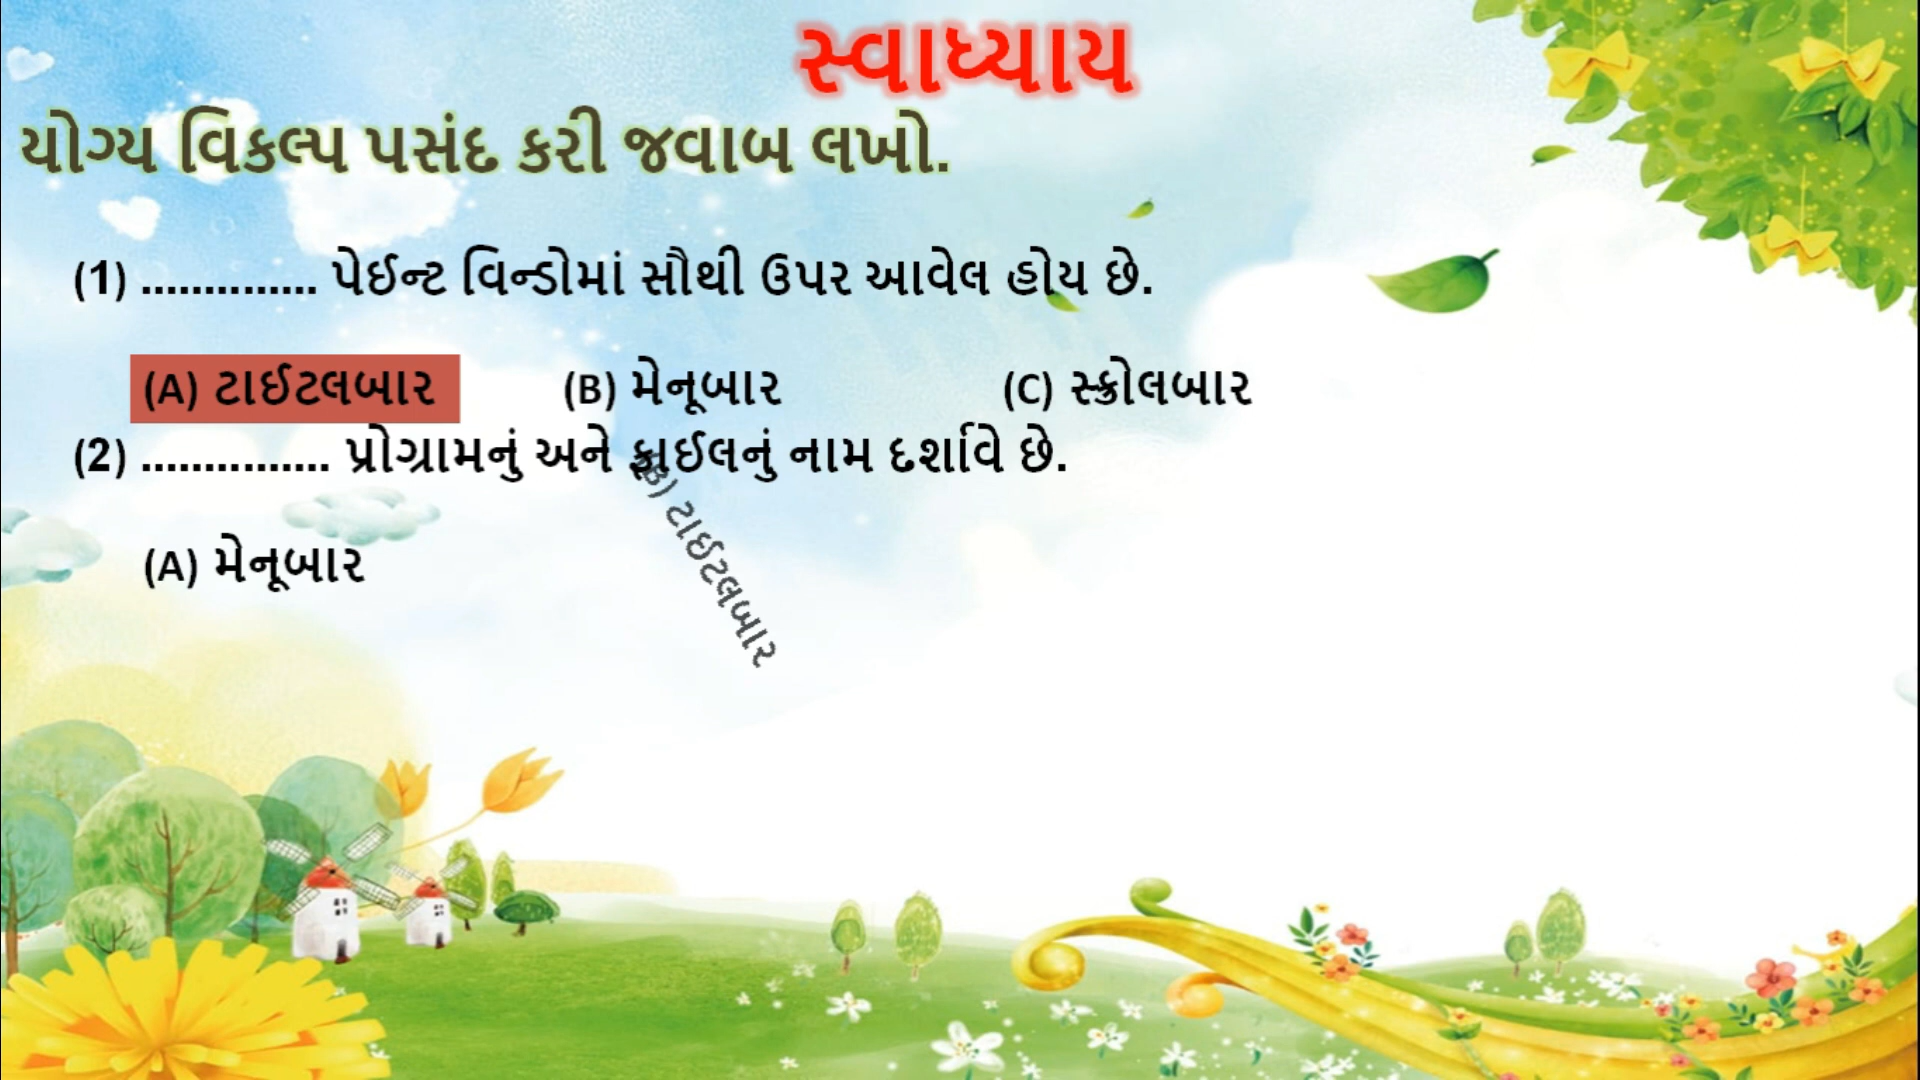 સ્વાધ્યાય
યોગ્ય વિકલ્પ પસંદ કરી જવાબ લખો.
(1) .............. પેઈન્ટ વિન્ડોમાં સૌથી ઉપર આવેલ હોય છે.
(A) ટાઈટલબાર (B) મેનૂબાર (C) સ્ક્રોલબાર
(2) ............... પ્રોગ્રામનું અને ફાઈલનું નામ દર્શાવે છે.
(A) મેનૂબાર (B) ટાઈટલબાર